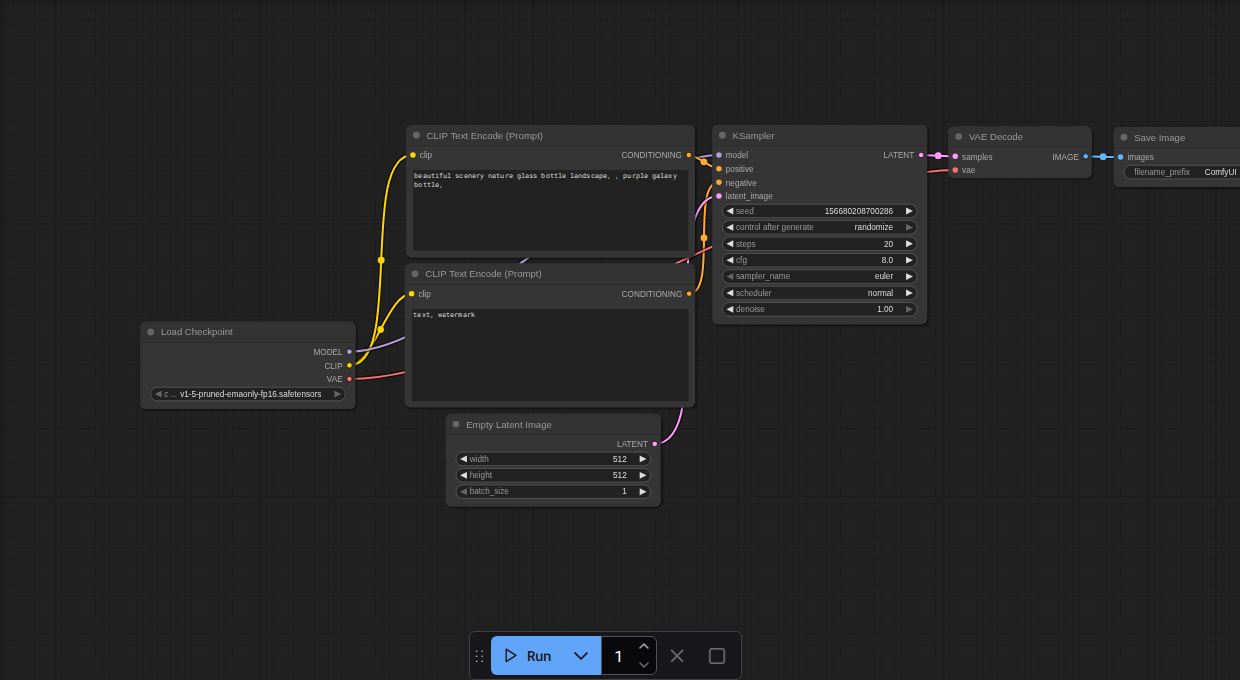 CLIP Text Encode (Prompt)
clip
CONDITIONING
beautiful scenery nature glass bottle landscape, , purple galaxy
bottle,
KSampler
model
LATENT
positive
negative
latent_image
seed 156680208700286
control after generate randomize
steps 20
cfg 8.0
sampler_name euler
scheduler normal
denoise 1.00
VAE Decode
samples IMAGE
vae
Save Image
images
filename_prefix ComfyUI
CLIP Text Encode (Prompt)
clip
CONDITIONING
text, watermark
Load Checkpoint
MODEL
CLIP
VAE
c ... v1-5-pruned-emaonly-fp16.safetensors
Empty Latent Image
LATENT
width 512
height 512
batch_size 1
Run 1